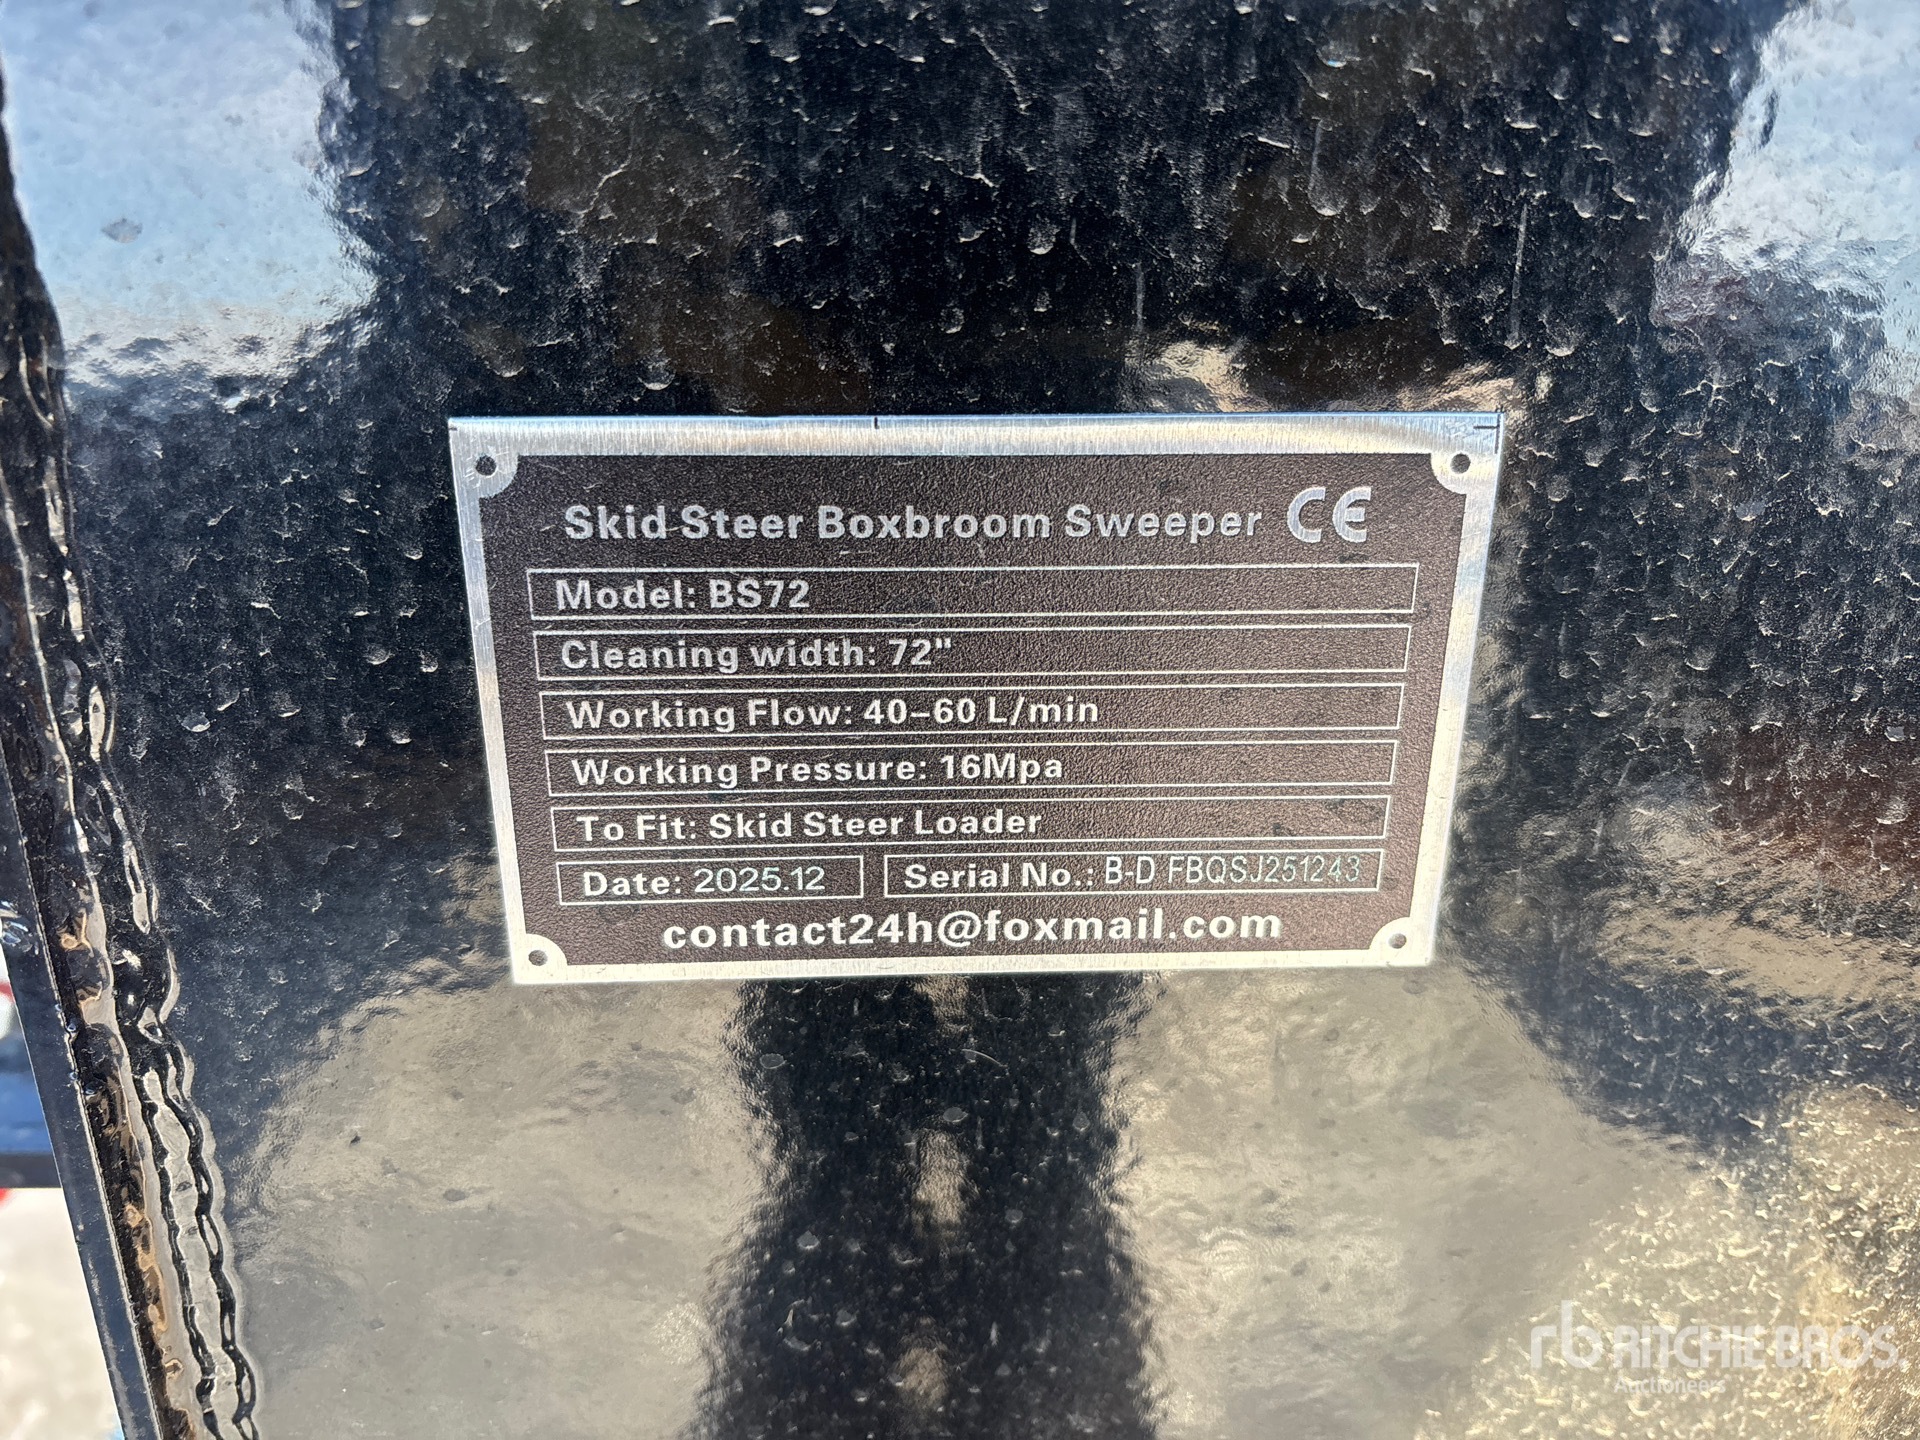 Skid Steer Boxbroom Sweeper CE
Model: BS72
Cleaning width: 72"
Working Flow: 40–60 L/min
Working Pressure: 16Mpa
To Fit: Skid Steer Loader
Date: 2025.12 Serial No.: B-D FBQSJ251243
contact24h@foxmail.com
rb RITCHIE BROS.
Auctioneers